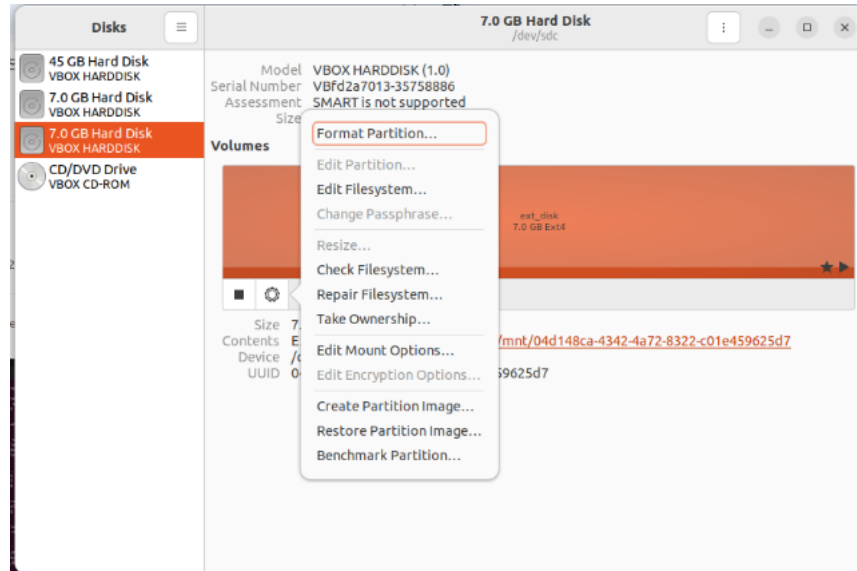 Disks
7.0 GB Hard Disk
/dev/sdc
45 GB Hard Disk
VBOX HARDDISK
7.0 GB Hard Disk
VBOX HARDDISK
7.0 GB Hard Disk
VBOX HARDDISK
CD/DVD Drive
VBOX CD-ROM
Model VBOX HARDDISK (1.0)
Serial Number VBfd2a7013-35758886
Assessment SMART is not supported
Size
Volumes
ext_disk
7.0 GB Ext4
Format Partition...
Edit Partition...
Edit Filesystem...
Change Passphrase...
Resize...
Check Filesystem...
Repair Filesystem...
Take Ownership...
Edit Mount Options...
Edit Encryption Options...
Create Partition Image...
Restore Partition Image...
Benchmark Partition...
Size 7.
Contents E /mnt/04d148ca-4342-4a72-8322-c01e459625d7
Device /d
UUID 04 59625d7